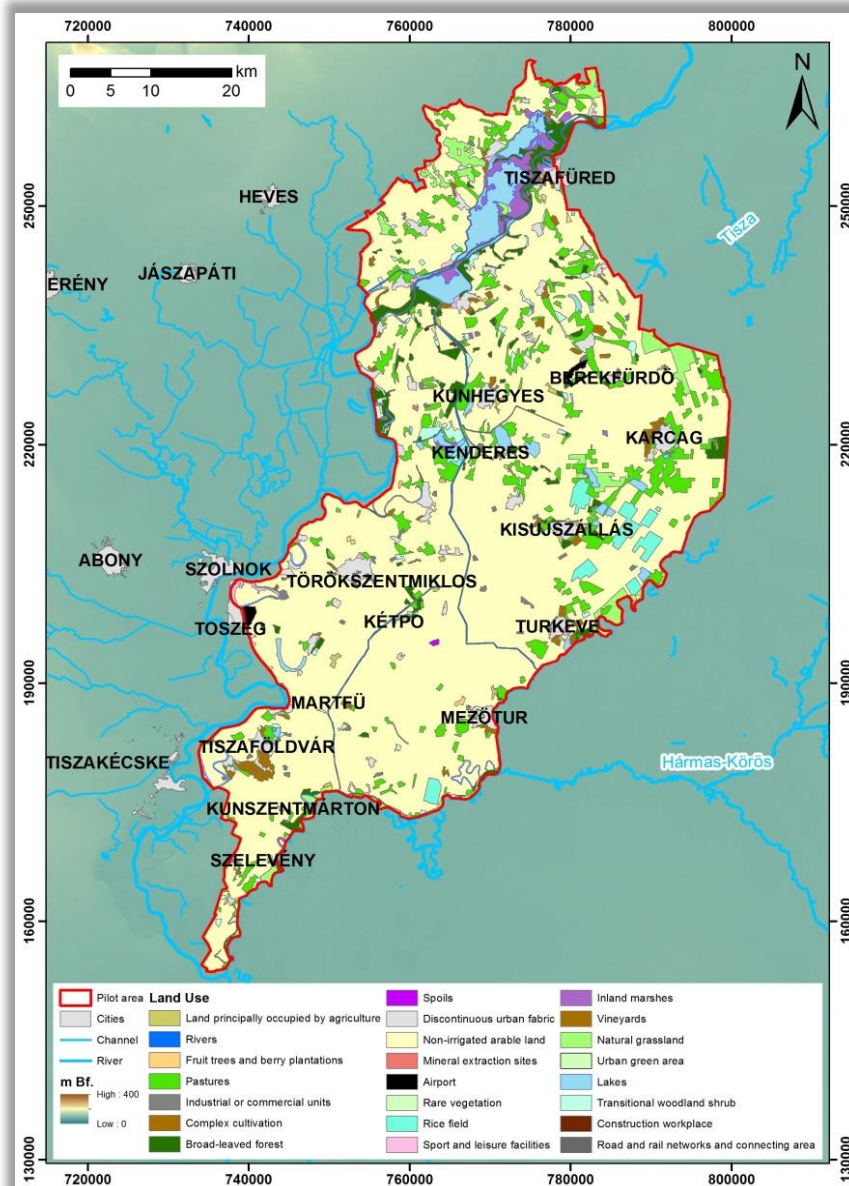 720000 740000 760000 780000 800000
0 5 10 20 km
N
250000 250000
TISZAFÜRED
HEVES
Tisza
JÁSZAPÁTI
ERÉNY
BEREKFÜRDÖ
KUNHEGYES
220000 220000
KARCAG
KENDERES
KISUJSZÁLLÁS
ABONY
SZOLNOK
TÖRÖKSZENTMIKLOS
KÉTPO
TOSZEG
TURKEVE
190000 190000
MARTFÜ
MEZÖTUR
TISZAFÖLDVÁR
TISZAKÉCSKE
Hármas-Körös
KUNSZENTMÁRTON
SZELEVÉNY
160000 160000
Pilot area
Cities
Channel
River
m Bf.
High : 400
Low : 0
Land Use
Land principally occupied by agriculture
Rivers
Fruit trees and berry plantations
Pastures
Industrial or commercial units
Complex cultivation
Broad-leaved forest
Spoils
Discontinuous urban fabric
Non-irrigated arable land
Mineral extraction sites
Airport
Rare vegetation
Rice field
Sport and leisure facilities
Inland marshes
Vineyards
Natural grassland
Urban green area
Lakes
Transitional woodland shrub
Construction workplace
Road and rail networks and connecting area
130000 130000
720000 740000 760000 780000 800000